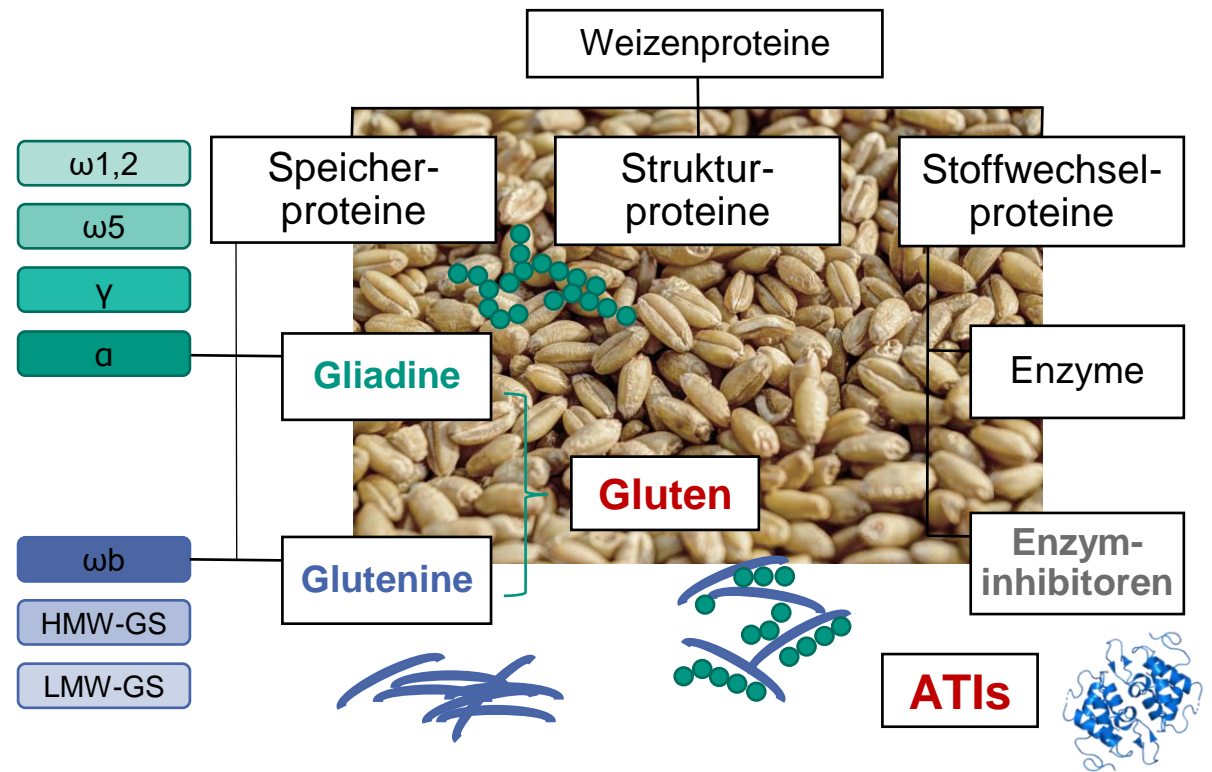 Weizenproteine
Speicher-
proteine
Struktur-
proteine
Stoffwechsel-
proteine
ω1,2
ω5
γ
α
Gliadine
Enzyme
Gluten
ωb
HMW-GS
LMW-GS
Glutenine
Enzym-
inhibitoren
ATIs